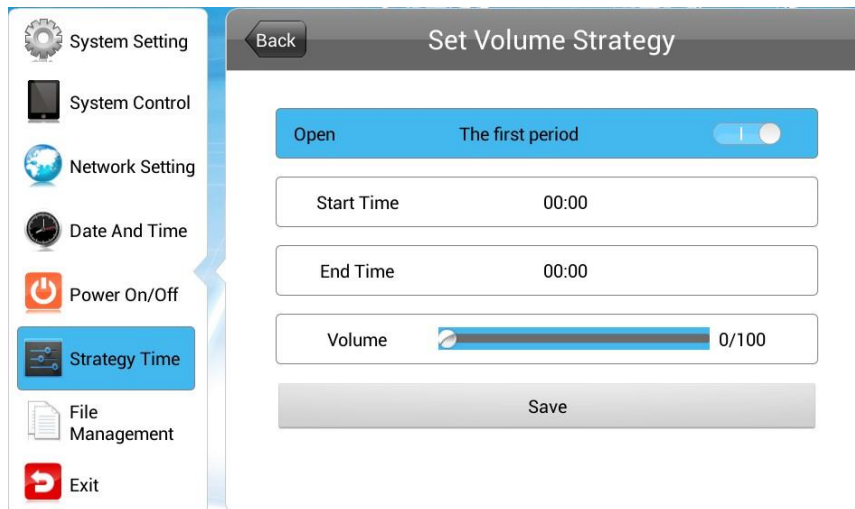 System Setting
System Control
Network Setting
Date And Time
Power On/Off
Strategy Time
File
Management
Exit
Back
Set Volume Strategy
Open The first period
Start Time 00:00
End Time 00:00
Volume 0/100
Save